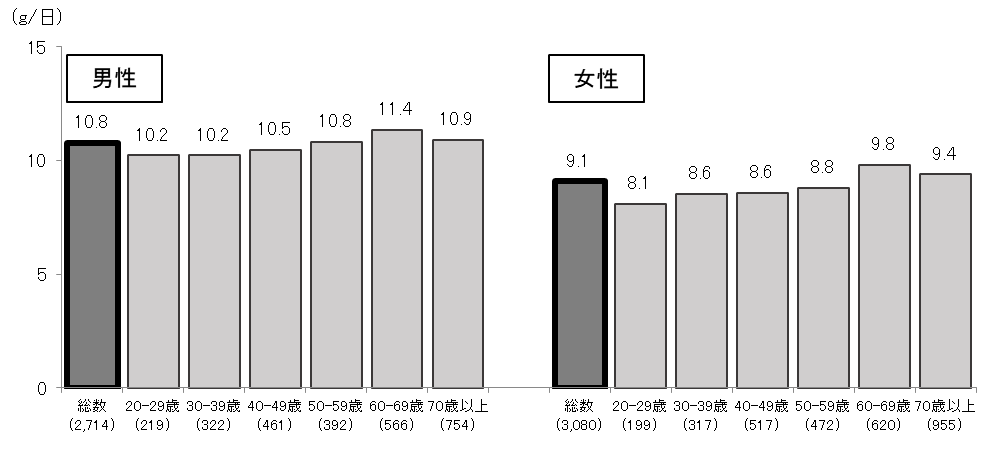 (g/日)
15
10
5
0
男性
10.8
10.2
10.2
10.5
10.8
11.4
10.9
総数 20-29歳 30-39歳 40-49歳 50-59歳 60-69歳 70歳以上
(2,714) (219) (322) (461) (392) (566) (754)
女性
9.1
8.1
8.6
8.6
8.8
9.8
9.4
総数 20-29歳 30-39歳 40-49歳 50-59歳 60-69歳 70歳以上
(3,080) (199) (317) (517) (472) (620) (955)